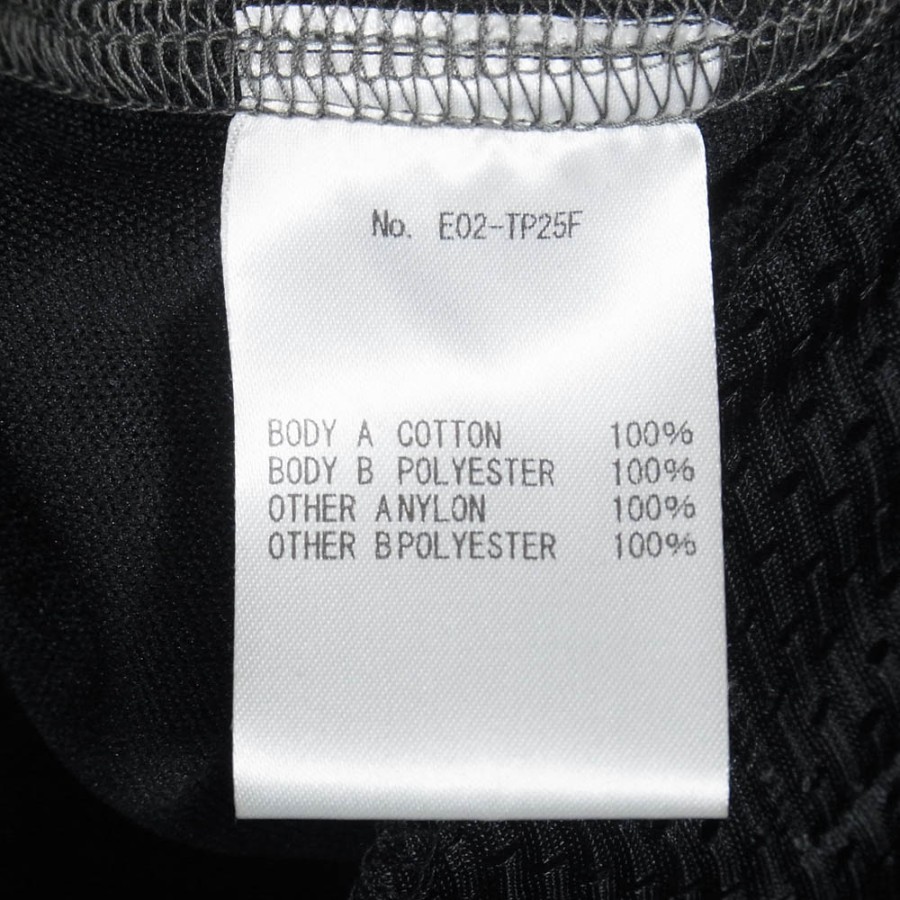 No. E02-TP25F
BODY A COTTON 100%
BODY B POLYESTER 100%
OTHER ANYLON 100%
OTHER BPOLYESTER 100%